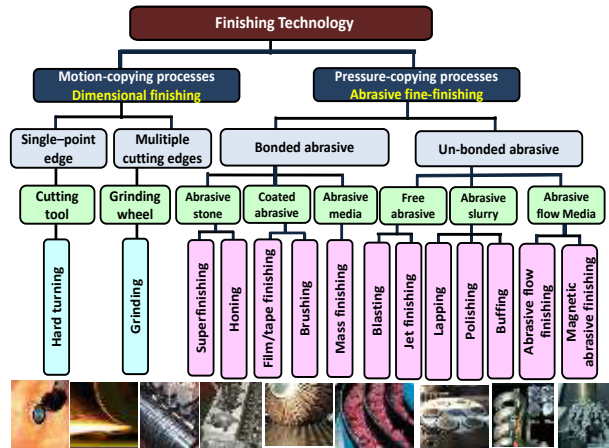 Finishing Technology
Motion-copying processes
Dimensional finishing
Pressure-copying processes
Abrasive fine-finishing
Single–point
edge
Mulitiple
cutting edges
Bonded abrasive
Un-bonded abrasive
Cutting
tool
Grinding
wheel
Abrasive
stone
Coated
abrasive
Abrasive
media
Free
abrasive
Abrasive
slurry
Abrasive
flow Media
Hard turning
Grinding
Superfinishing
Honing
Film/tape finishing
Brushing
Mass finishing
Blasting
Jet finishing
Lapping
Polishing
Buffing
Abrasive flow
finishing
Magnetic
abrasive finishing